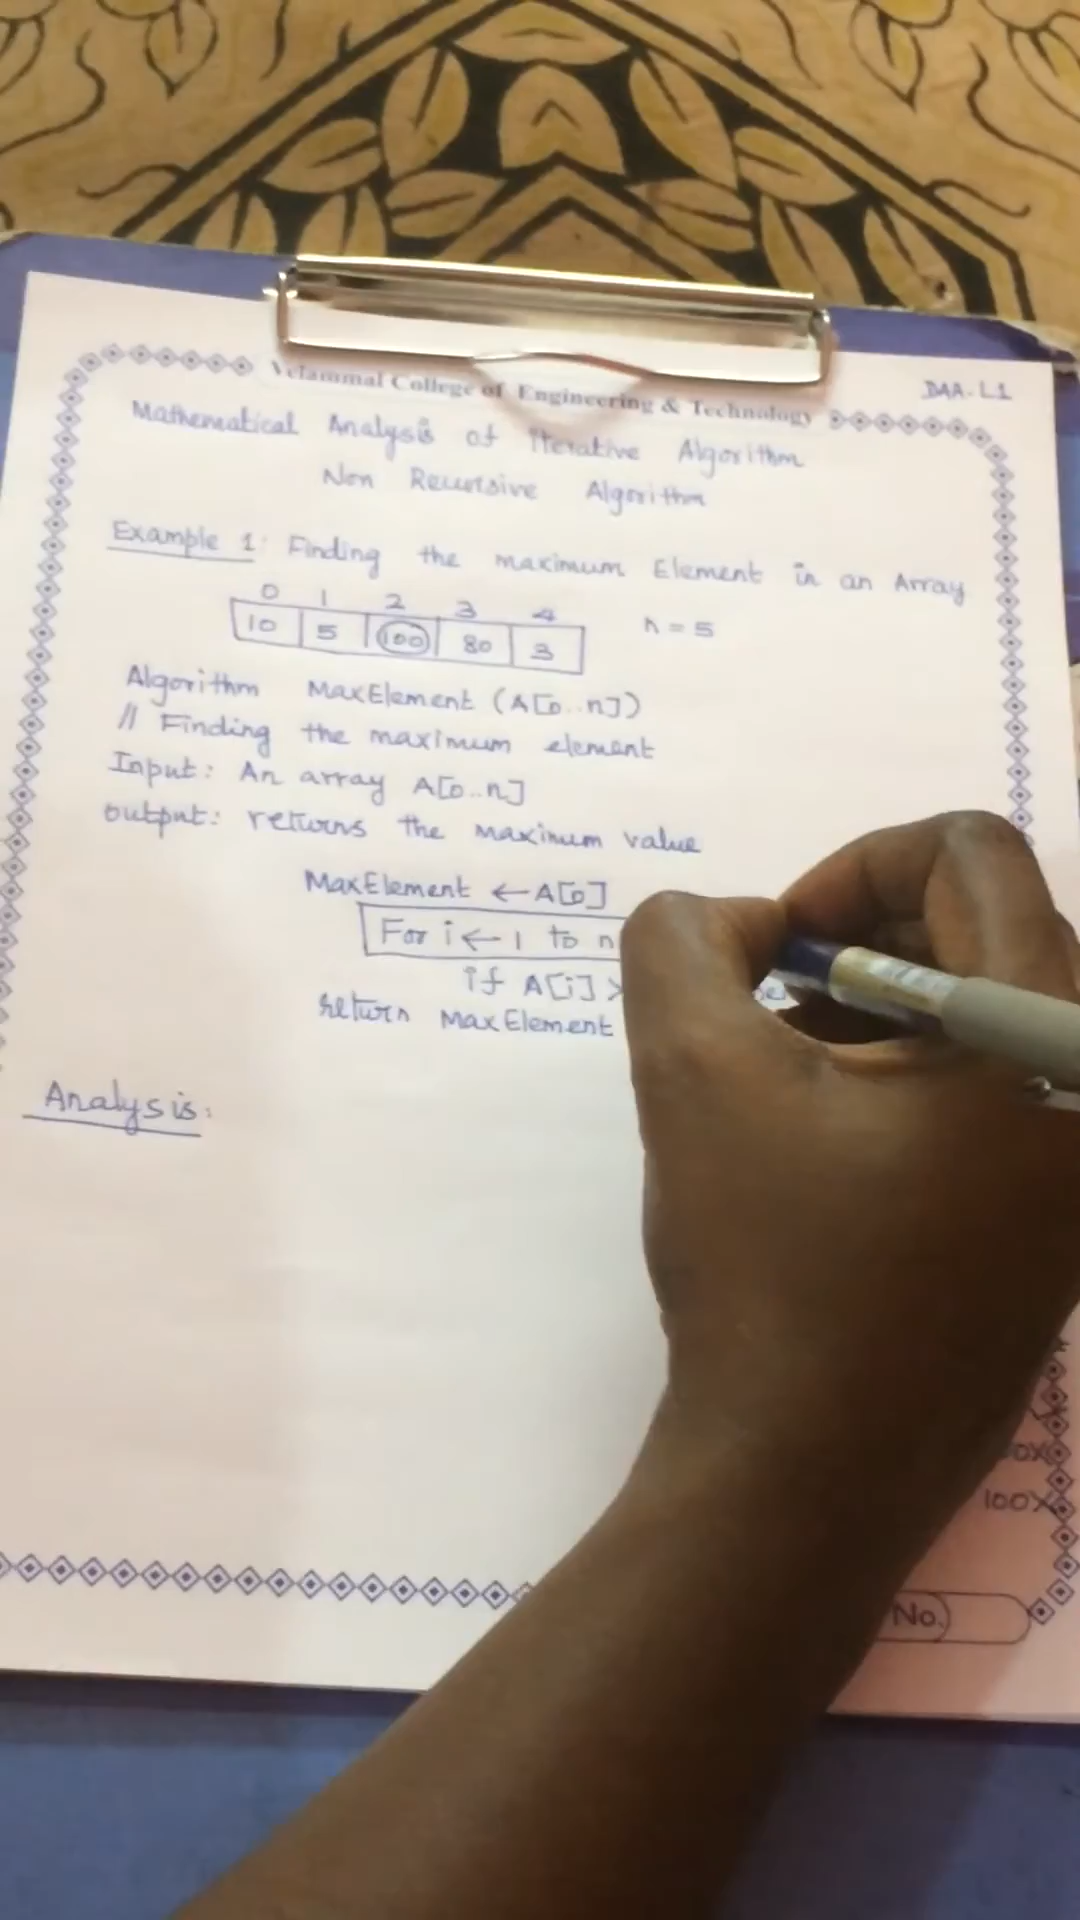 Velammal College of Engineering & Technology
DAA-L1
Mathematical Analysis of Iterative Algorithm
Non Recursive Algorithm
Example 1: Finding the maximum Element in an Array
0 1 2 3 4
10 5 100 80 3
n = 5
Algorithm MaxElement (A[0..n])
// Finding the maximum element
Input: An array A[0..n]
output: returns the maximum value
MaxElement ← A[0]
For i ← 1 to n
if A[i] >
return MaxElement
Analysis:
100X
No.